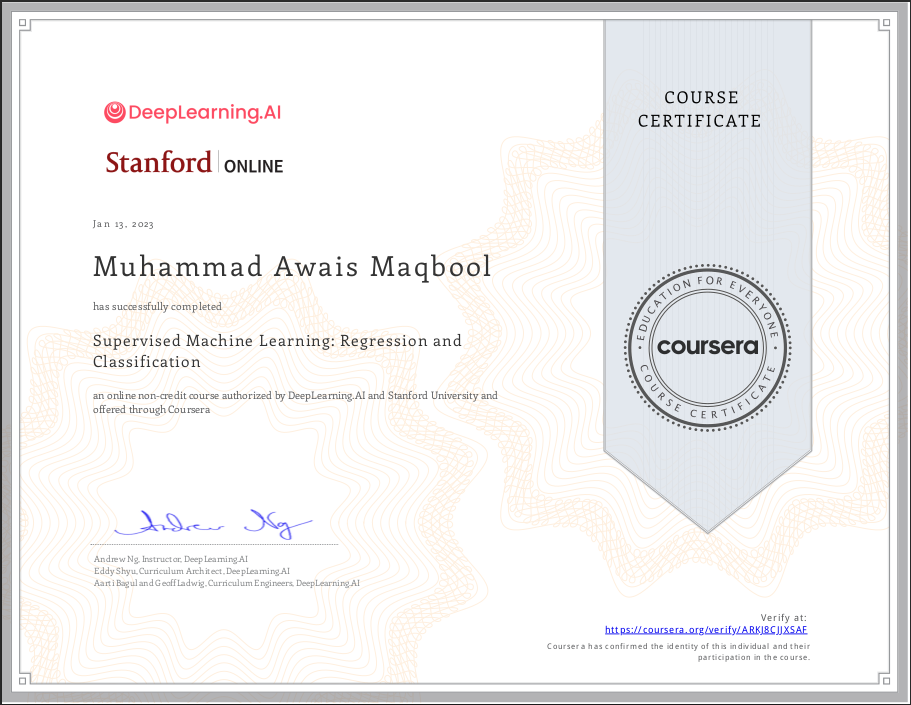 DeepLearning.AI
Stanford ONLINE
COURSE
CERTIFICATE
Jan 13, 2023
Muhammad Awais Maqbool
has successfully completed
Supervised Machine Learning: Regression and
Classification
an online non-credit course authorized by DeepLearning.AI and Stanford University and
offered through Coursera
EDUCATION FOR EVERYONE
coursera
COURSE CERTIFICATE
Andrew Ng
Andrew Ng, Instructor, DeepLearning.AI
Eddy Shyu, Curriculum Architect, DeepLearning.AI
Aarti Bagul and Geoff Ladwig, Curriculum Engineers, DeepLearning.AI
Verify at:
https://coursera.org/verify/ARKJ8CJJXSAF
Coursera has confirmed the identity of this individual and their
participation in the course.